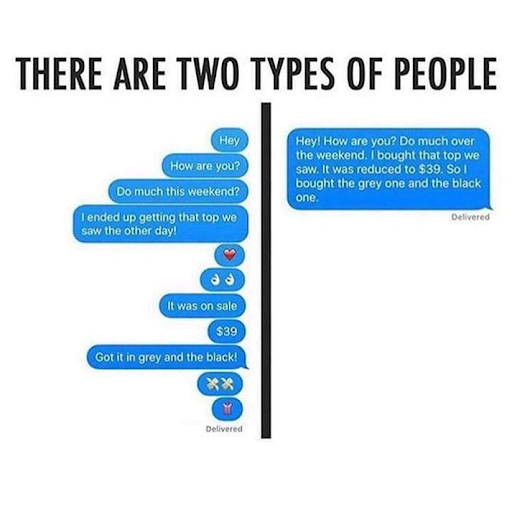 THERE ARE TWO TYPES OF PEOPLE
Hey
How are you?
Do much this weekend?
I ended up getting that top we
saw the other day!
❤️
👌👌
It was on sale
$39
Got it in grey and the black!
💸💸
👚
Delivered
Hey! How are you? Do much over
the weekend. I bought that top we
saw. It was reduced to $39. So I
bought the grey one and the black
one.
Delivered